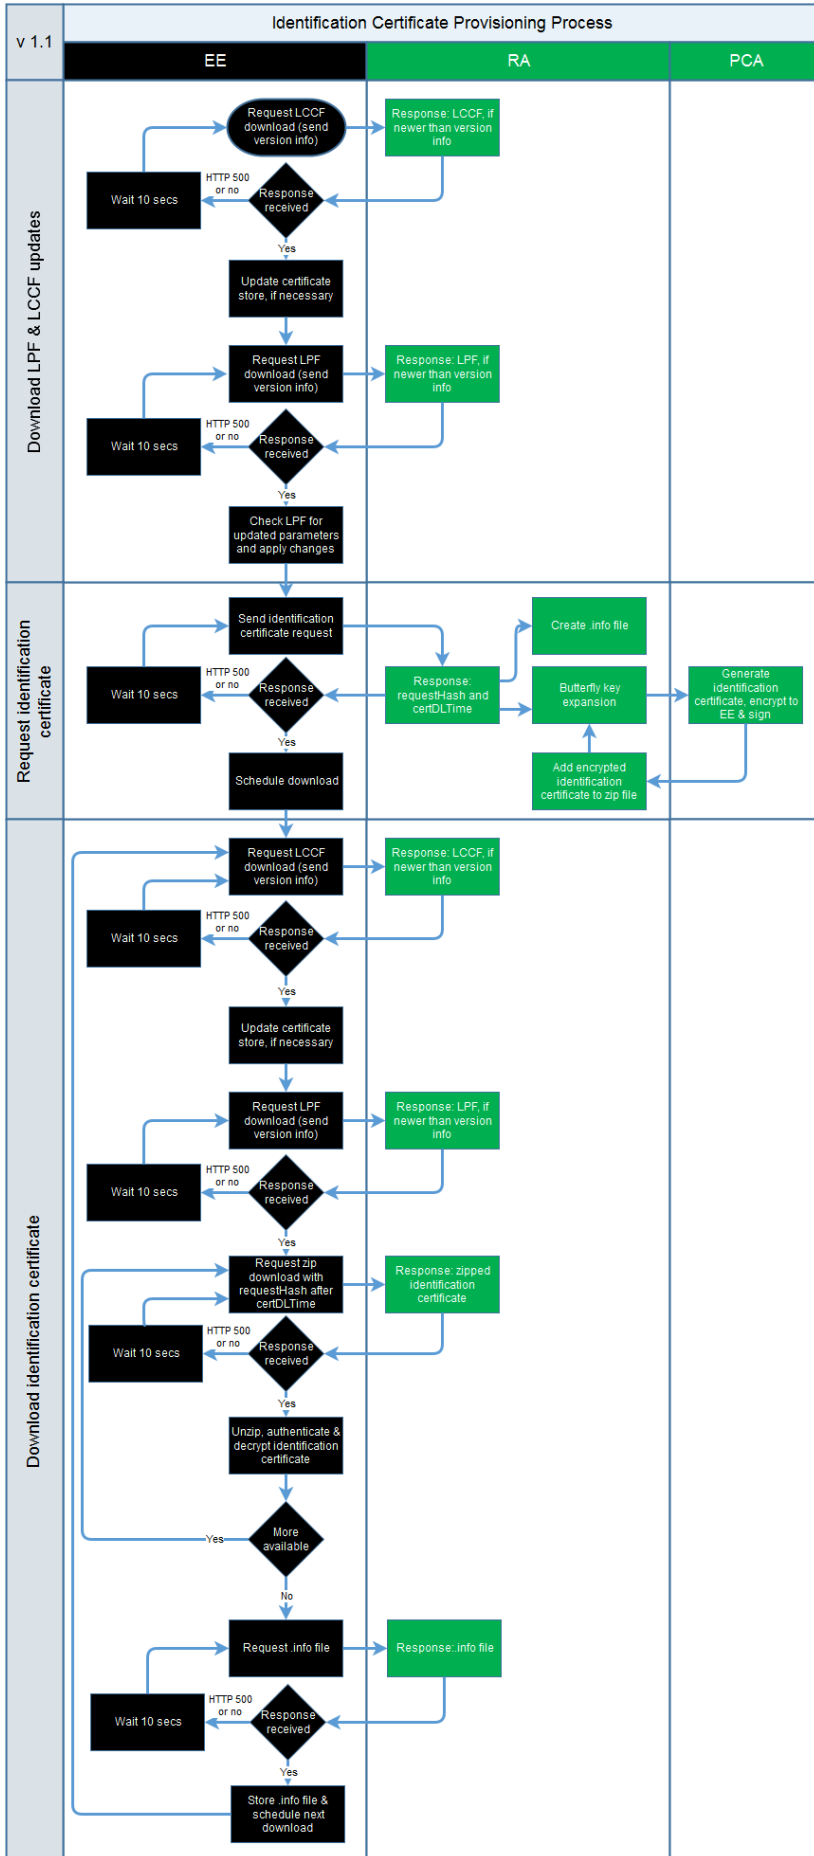 v 1.1
Identification Certificate Provisioning Process
EE
RA
PCA
Download LPF & LCCF updates
Request LCCF
download (send
version info)
Response: LCCF, if
newer than version
info
Wait 10 secs
HTTP 500
or no
Response
received
Yes
Update certificate
store, if necessary
Request LPF
download (send
version info)
Response: LPF, if
newer than version
info
Wait 10 secs
HTTP 500
or no
Response
received
Yes
Check LPF for
updated parameters
and apply changes
Request identification
certificate
Send identification
certificate request
Create .info file
Wait 10 secs
HTTP 500
or no
Response
received
Response:
requestHash and
certDLTime
Butterfly key
expansion
Generate
identification
certificate, encrypt to
EE & sign
Yes
Schedule download
Add encrypted
identification
certificate to zip file
Download identification certificate
Request LCCF
download (send
version info)
Response: LCCF, if
newer than version
info
Wait 10 secs
HTTP 500
or no
Response
received
Yes
Update certificate
store, if necessary
Request LPF
download (send
version info)
Response: LPF, if
newer than version
info
Wait 10 secs
HTTP 500
or no
Response
received
Yes
Request zip
download with
requestHash after
certDLTime
Response: zipped
identification
certificate
Wait 10 secs
HTTP 500
or no
Response
received
Yes
Unzip, authenticate &
decrypt identification
certificate
Yes
More
available
No
Request .info file
Response:.info file
Wait 10 secs
HTTP 500
or no
Response
received
Yes
Store .info file &
schedule next
download